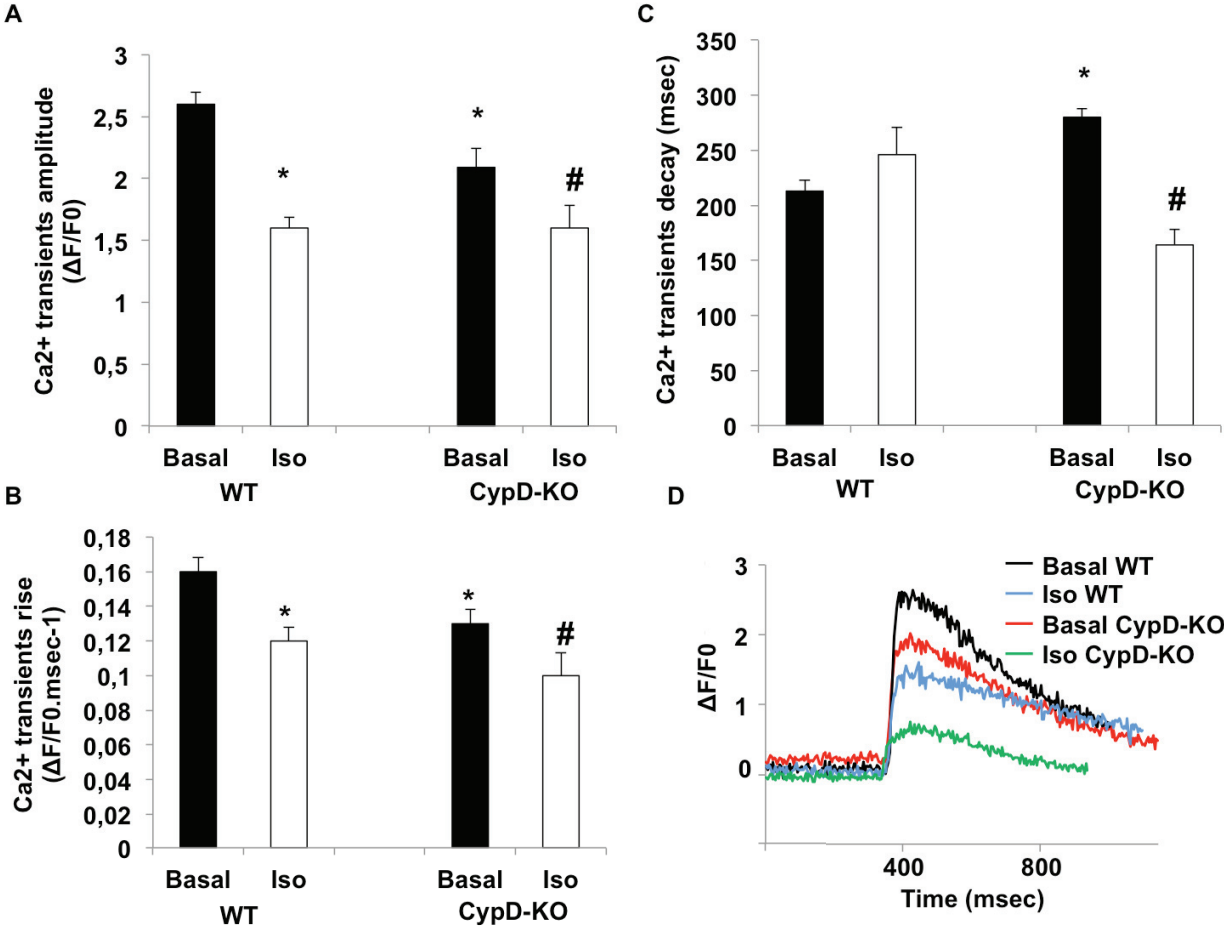 A
Ca2+ transients amplitude
(ΔF/F0)
3
2,5
2
1,5
1
0,5
0
*
*
#
Basal Iso Basal Iso
WT CypD-KO
B
Ca2+ transients rise
(ΔF/F0.msec-1)
0,18
0,16
0,14
0,12
0,1
0,08
0,06
0,04
0,02
0
*
*
#
Basal Iso Basal Iso
WT CypD-KO
C
Ca2+ transients decay (msec)
350
300
250
200
150
100
50
0
*
#
Basal Iso Basal Iso
WT CypD-KO
D
ΔF/F0
3
2
1
0
Basal WT
Iso WT
Basal CypD-KO
Iso CypD-KO
400 800
Time (msec)